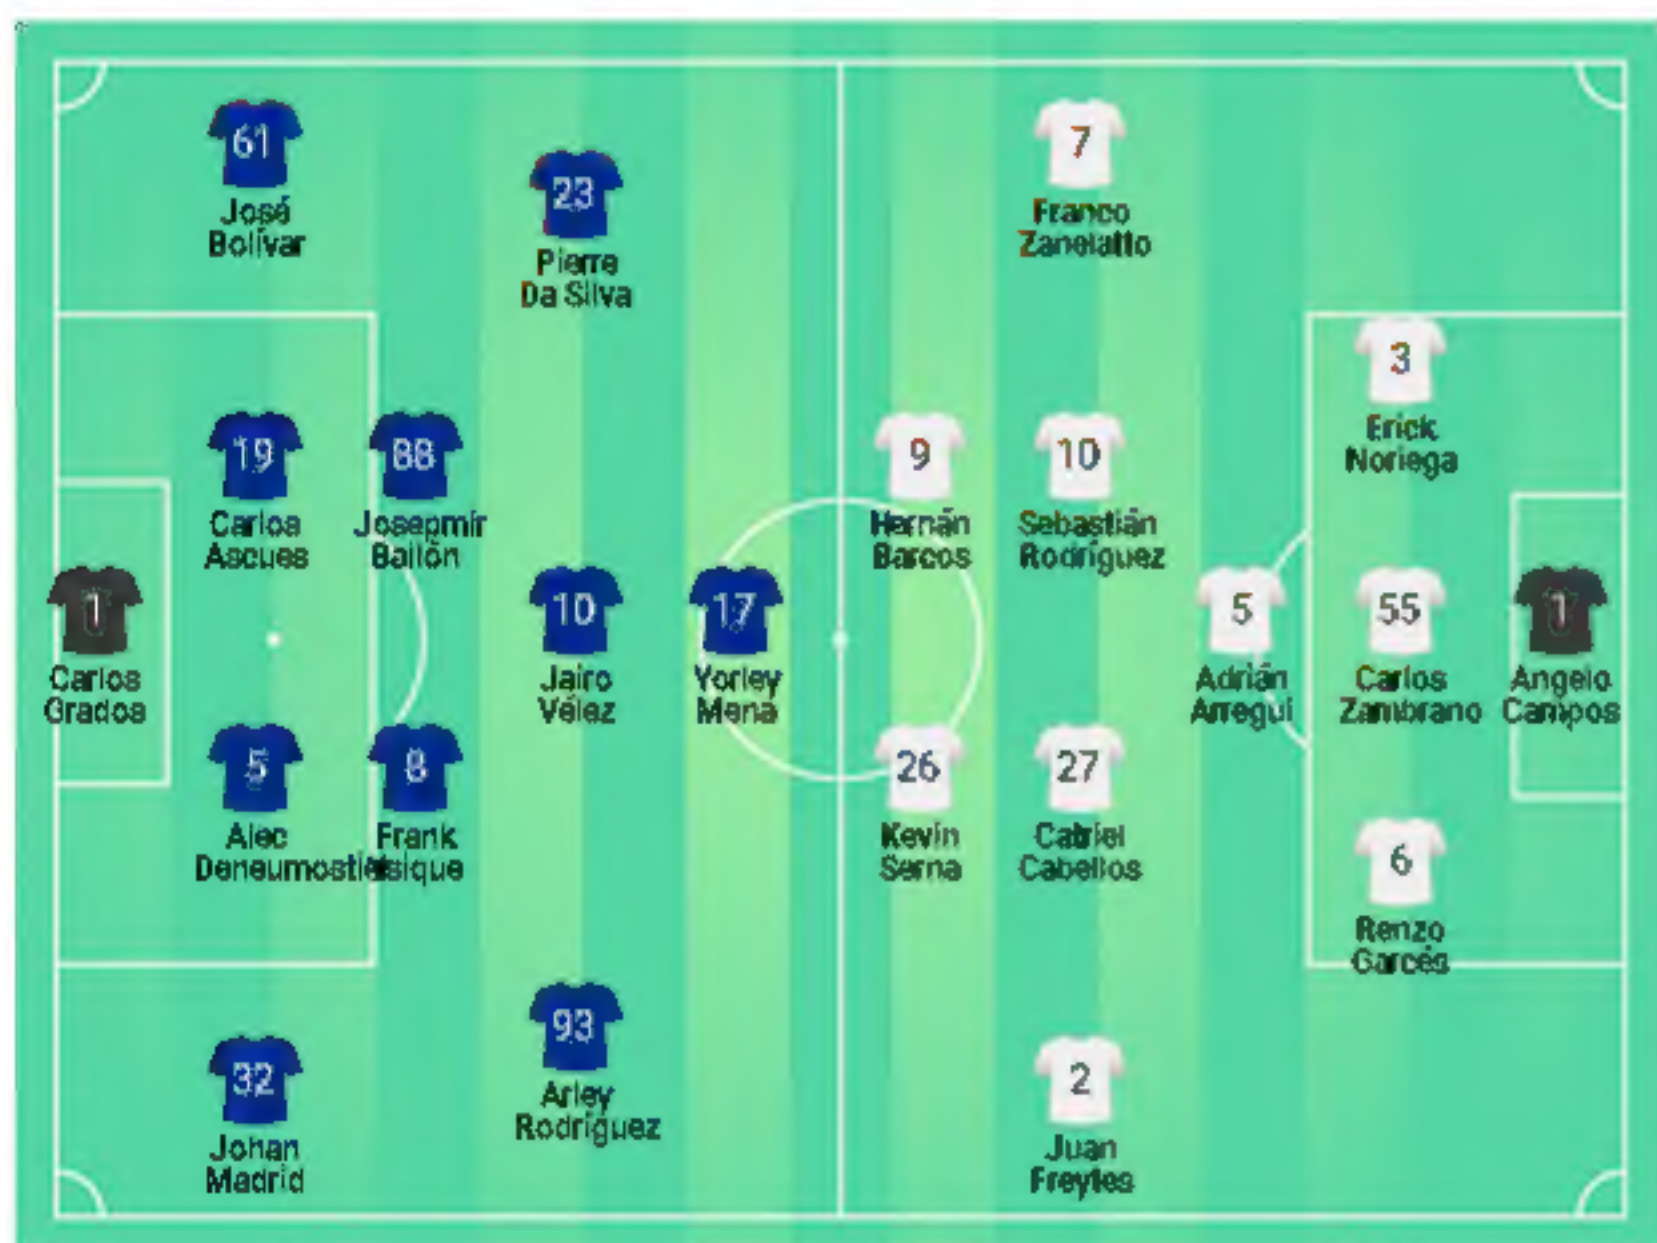 61
José
Bolívar
23
Pierre
Da Silva
7
Franco
Zanelatto
3
Erick
Noriega
19
Carlos
Ascues
88
Josepmir
Ballón
9
Hernán
Barcos
10
Sebastián
Rodríguez
1
Carlos
Grados
10
Jairo
Vélez
17
Yorley
Mena
5
Adrián
Arregui
55
Carlos
Zambrano
1
Angelo
Campos
5
Alec
Deneumostier
8
Frank
Ysique
26
Kevin
Serna
27
Catriel
Cabellos
6
Renzo
Garcés
93
Arley
Rodríguez
32
Johan
Madrid
2
Juan
Freytes